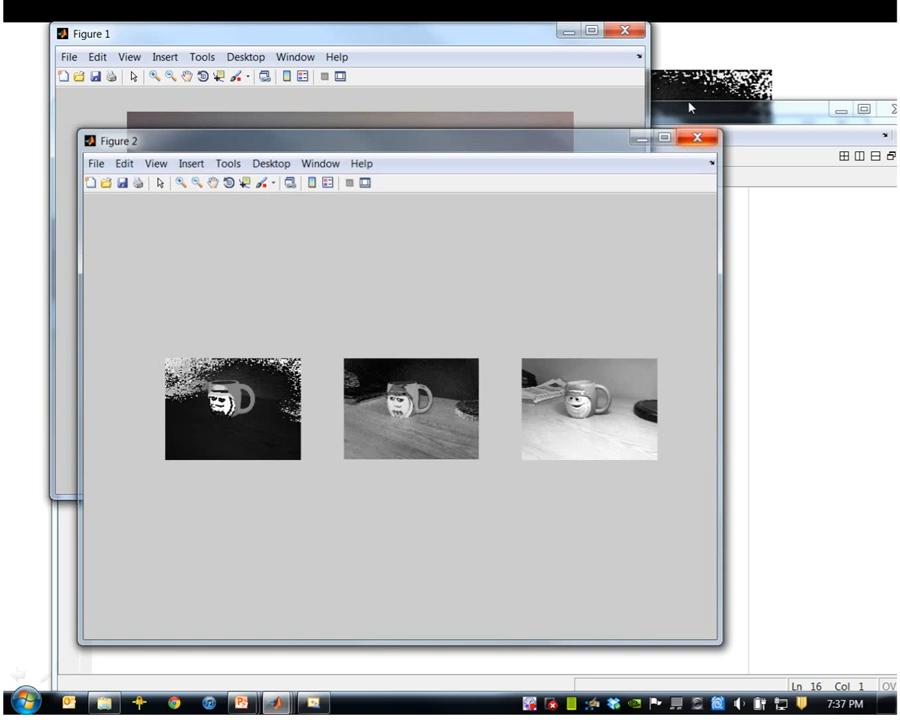 Figure 1
File Edit View Insert Tools Desktop Window Help
Figure 2
File Edit View Insert Tools Desktop Window Help
Ln 16 Col 1 OV
7:37 PM